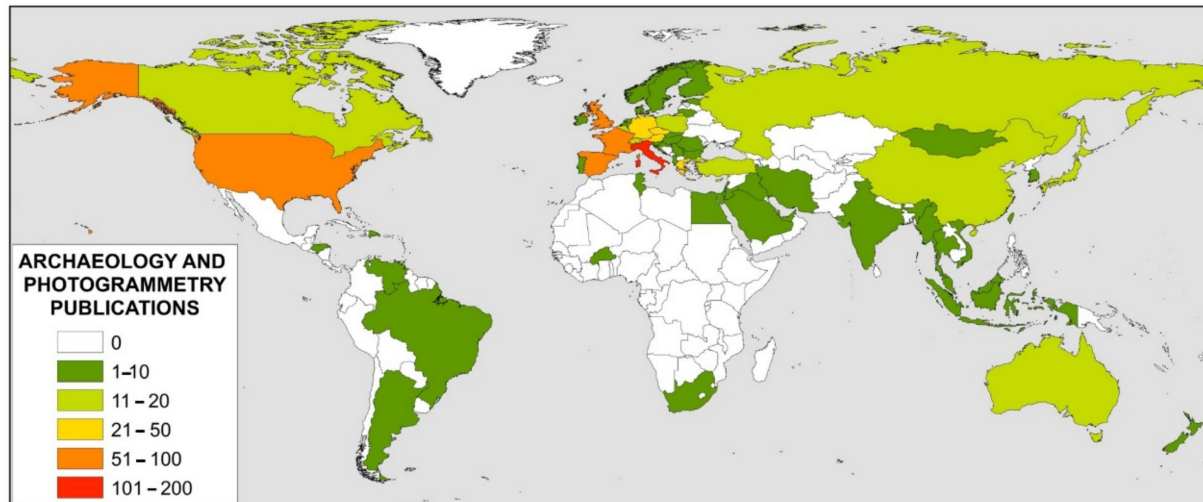 ARCHAEOLOGY AND
PHOTOGRAMMETRY
PUBLICATIONS
0
1–10
11 – 20
21 – 50
51 – 100
101 – 200